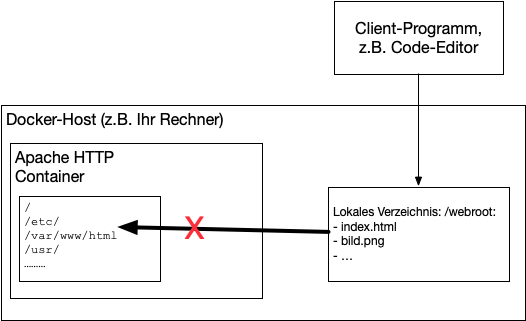 Client-Programm,
z.B. Code-Editor
Docker-Host (z.B. Ihr Rechner)
Apache HTTP
Container
/
/etc/
/var/www/html
/usr/
………
X
Lokales Verzeichnis: /webroot:
- index.html
- bild.png
- …